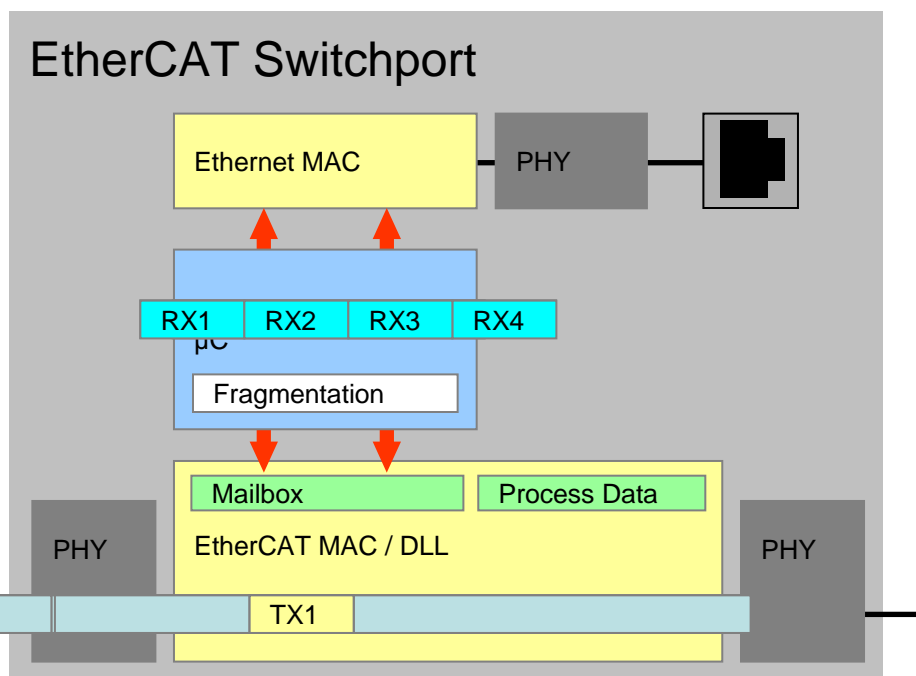 EtherCAT Switchport
Ethernet MAC
PHY
RX1 RX2 RX3 RX4
µC
Fragmentation
Mailbox
Process Data
PHY
EtherCAT MAC / DLL
PHY
TX1